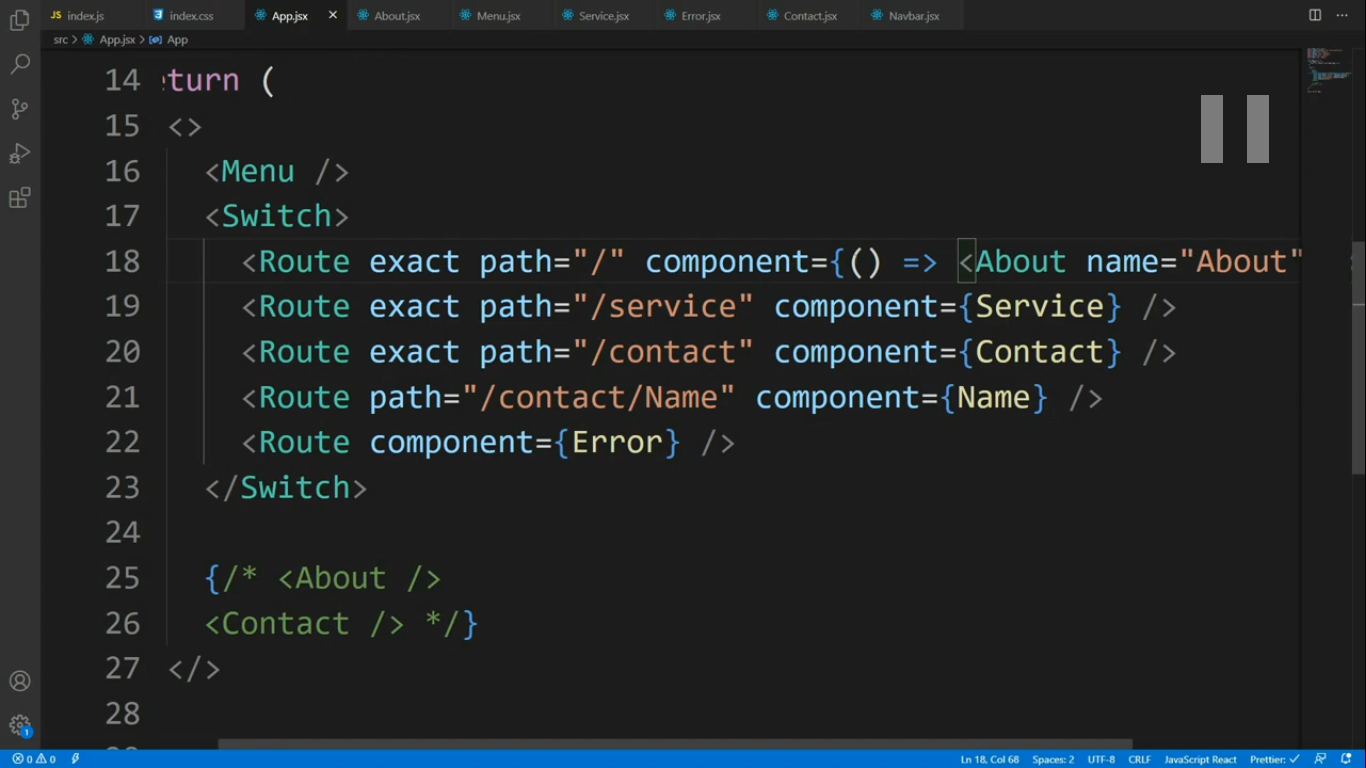 index.js index.css App.jsx About.jsx Menu.jsx Service.jsx Error.jsx Contact.jsx Navbar.jsx
src > App.jsx > App
14 eturn (
15 <>
16 <Menu />
17 <Switch>
18 <Route exact path="/" component={() => <About name="About"
19 <Route exact path="/service" component={Service} />
20 <Route exact path="/contact" component={Contact} />
21 <Route path="/contact/Name" component={Name} />
22 <Route component={Error} />
23 </Switch>
24
25 {/* <About />
26 <Contact /> */}
27 </>
28
0 0 Ln 18, Col 68 Spaces: 2 UTF-8 CRLF JavaScript React Prettier: ✓